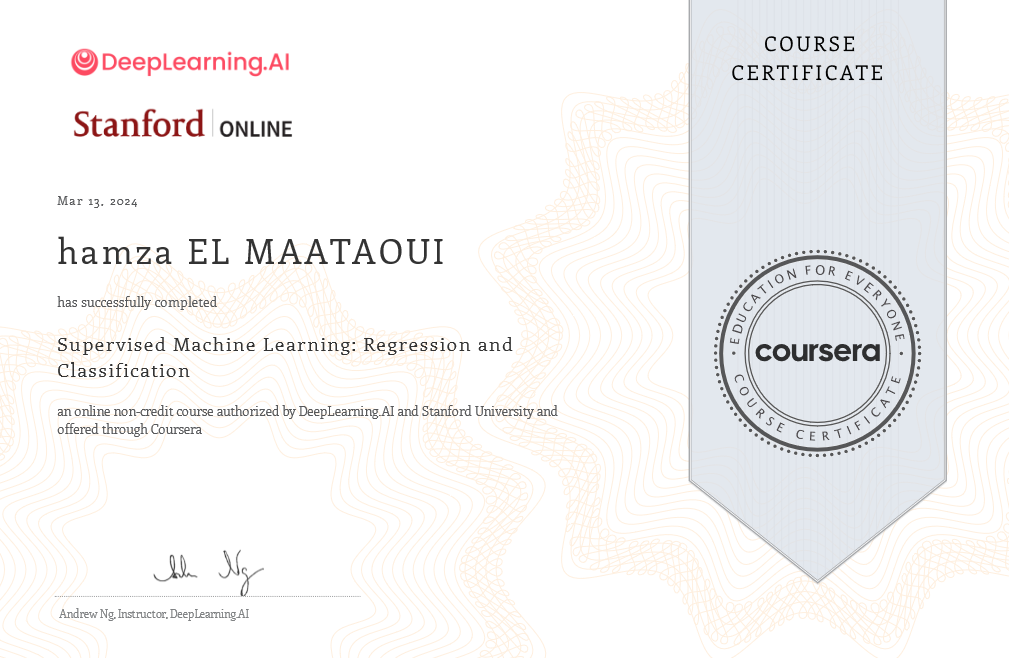 DeepLearning.AI
Stanford ONLINE
Mar 13, 2024
hamza EL MAATAOUI
has successfully completed
Supervised Machine Learning: Regression and
Classification
an online non-credit course authorized by DeepLearning.AI and Stanford University and
offered through Coursera
Andrew Ng, Instructor, DeepLearning.AI
COURSE
CERTIFICATE
EDUCATION FOR EVERYONE
coursera
COURSE CERTIFICATE